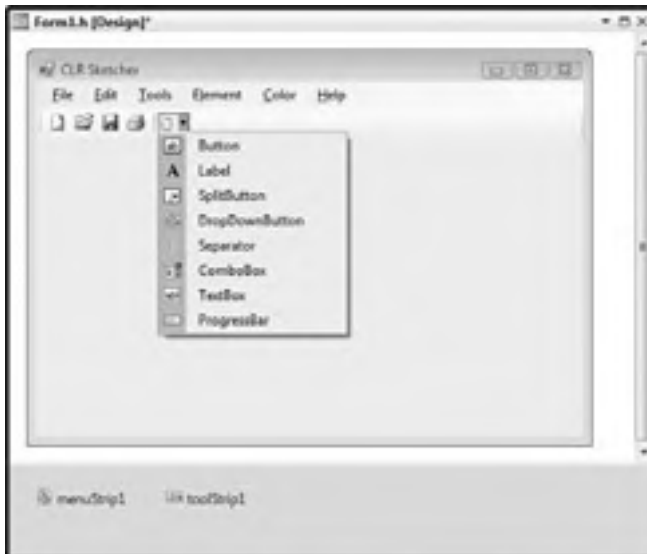 Form1.h [Design]*
CLR Sketcher
File Edit Tools Element Color Help
Button
A Label
SplitButton
DropDownButton
Separator
ComboBox
TextBox
ProgressBar
menuStrip1 toolStrip1